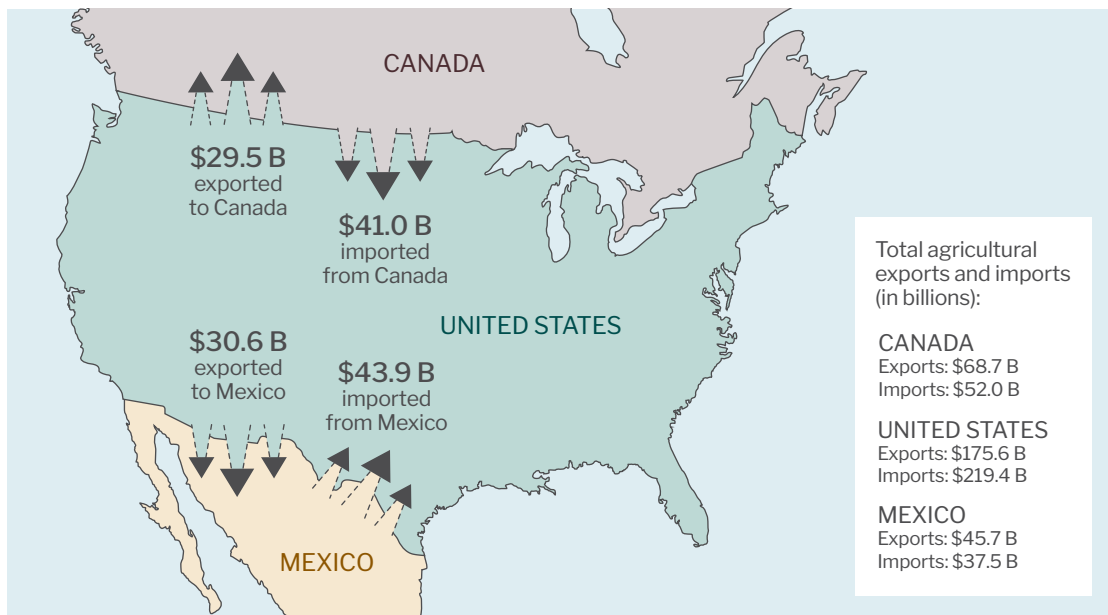 CANADA
$29.5 B
exported
to Canada
$41.0 B
imported
from Canada
UNITED STATES
$30.6 B
exported
to Mexico
$43.9 B
imported
from Mexico
MEXICO
Total agricultural
exports and imports
(in billions):
CANADA
Exports: $68.7 B
Imports: $52.0 B
UNITED STATES
Exports: $175.6 B
Imports: $219.4 B
MEXICO
Exports: $45.7 B
Imports: $37.5 B